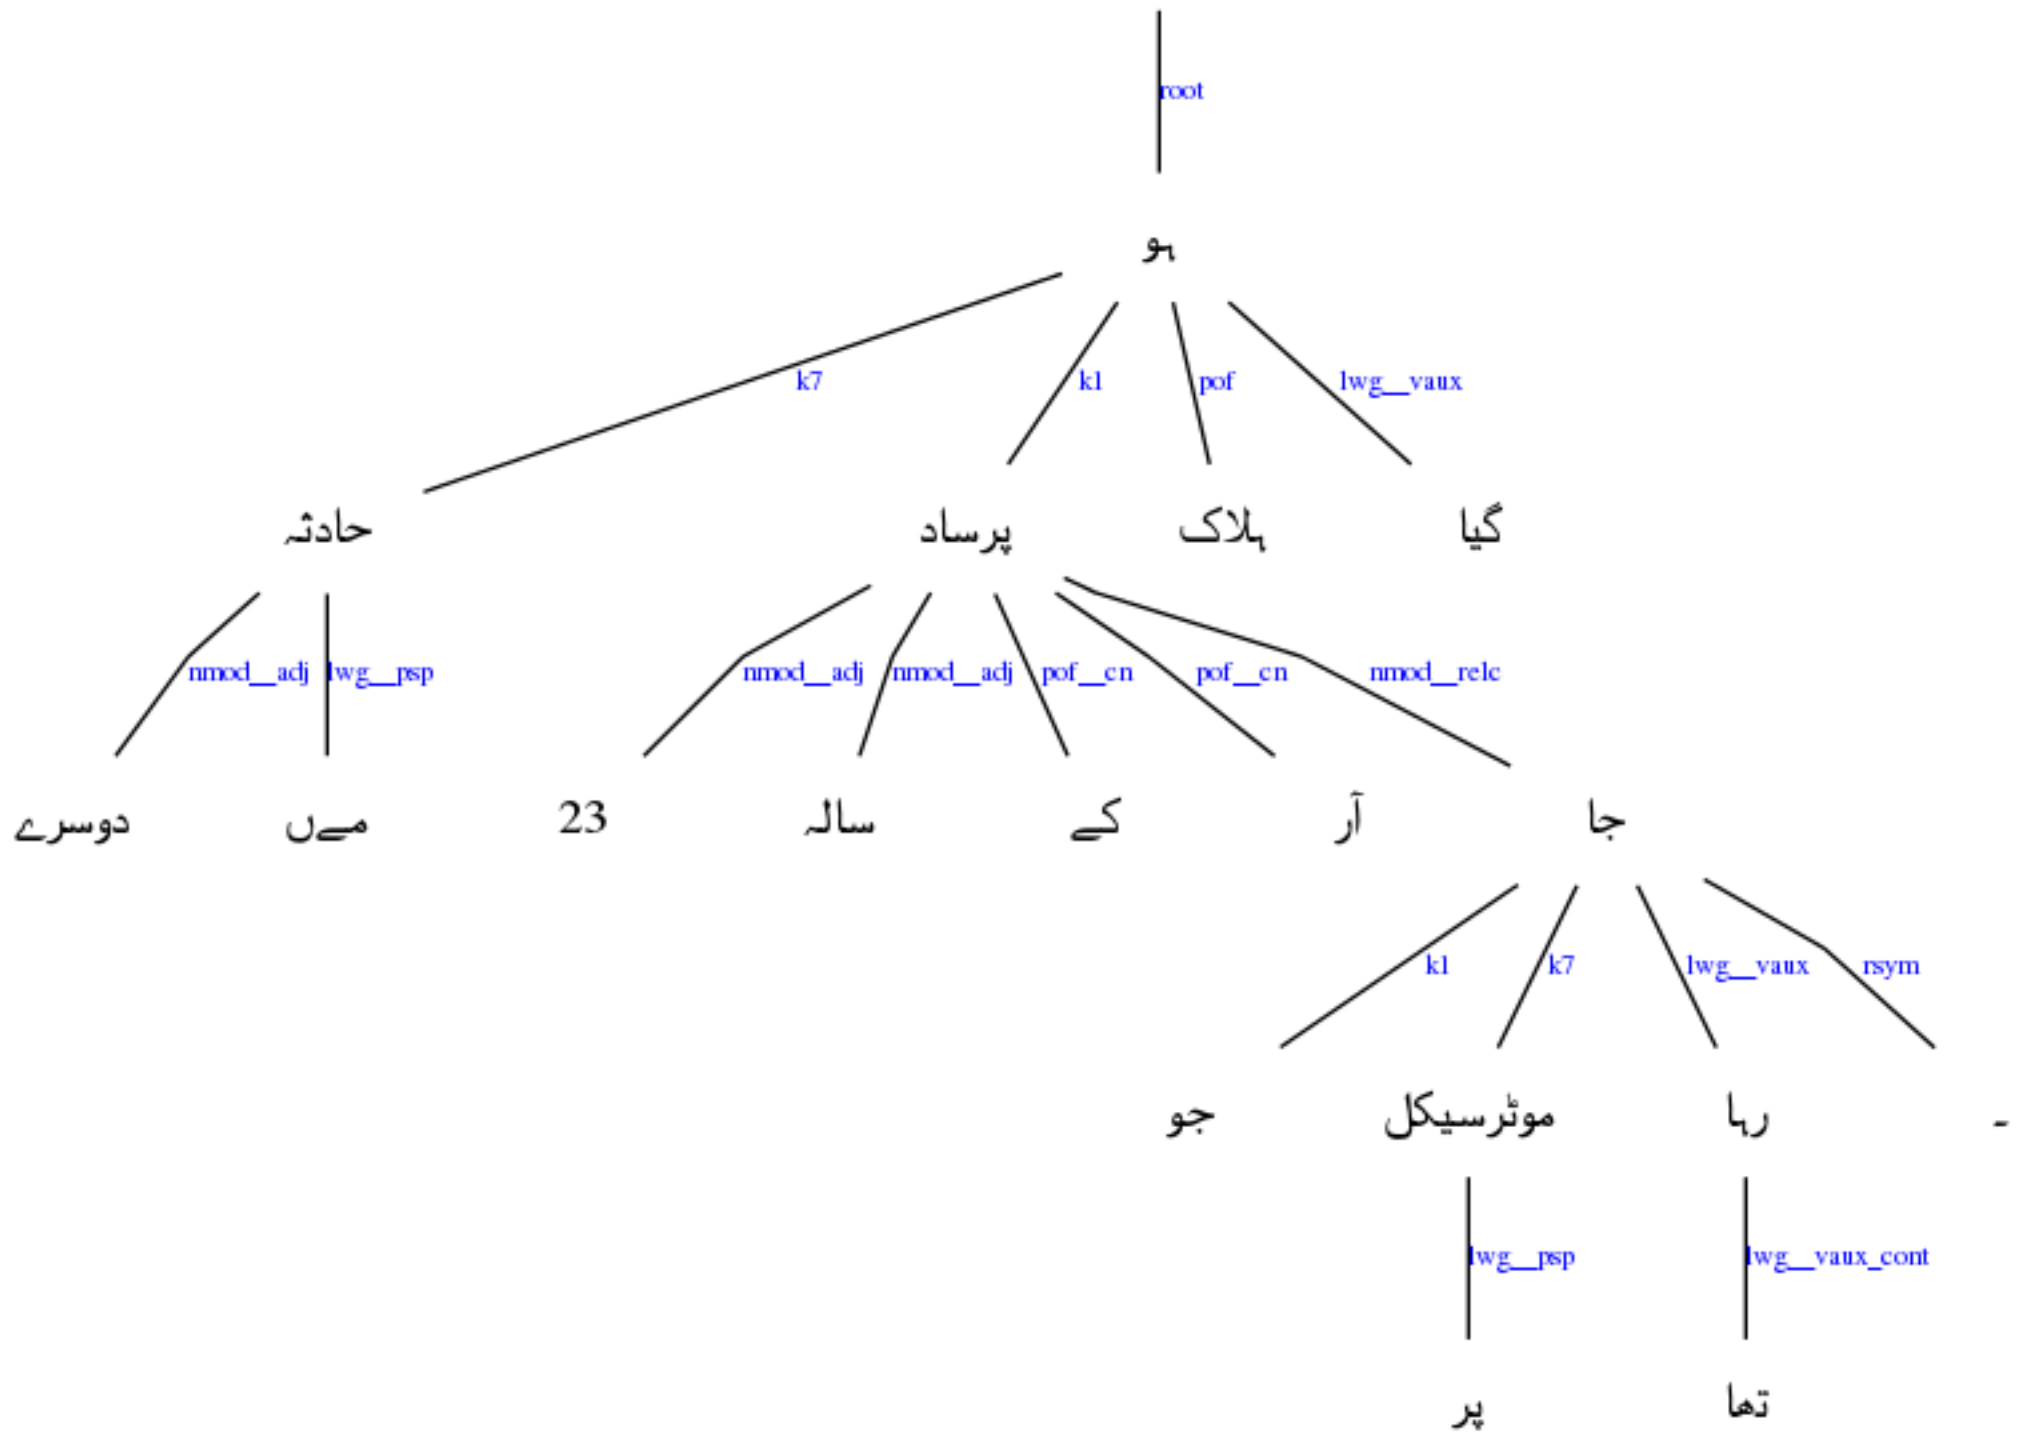 root
ہو
k7 k1 pof lwg__vaux
حادثہ پرساد ہلاک گیا
nmod__adj lwg__psp nmod__adj nmod__adj pof__cn pof__cn nmod__relc
دوسرے مےں 23 سالہ کے آر جا
k1 k7 lwg__vaux rsym
جو موٹرسیکل رہا ۔
lwg__psp lwg__vaux_cont
پر تھا